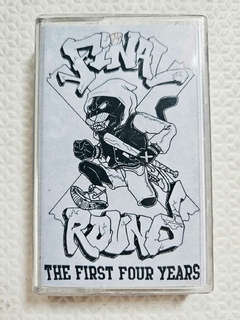 FINAL
ROUND
THE FIRST FOUR YEARS